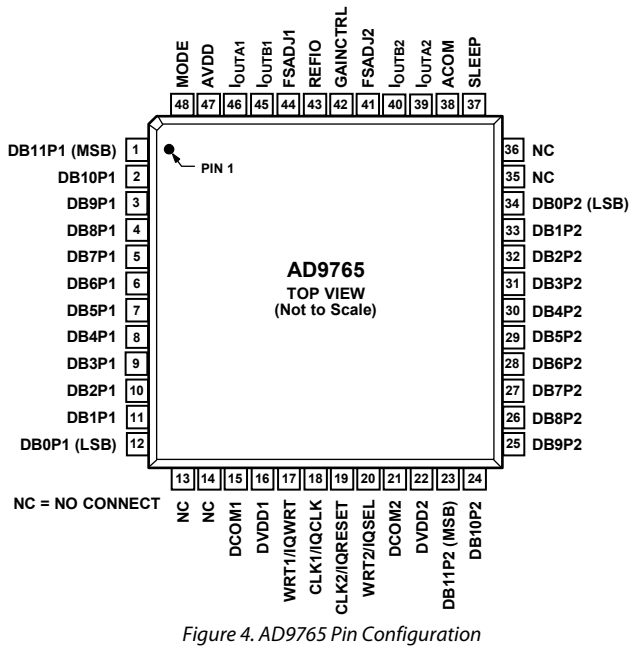 MODE
AVDD
IOUTA1
IOUTB1
FSADJ1
REFIO
GAINCTRL
FSADJ2
IOUTB2
IOUTA2
ACOM
SLEEP
48 47 46 45 44 43 42 41 40 39 38 37
DB11P1 (MSB) 1
DB10P1 2
DB9P1 3
DB8P1 4
DB7P1 5
DB6P1 6
DB5P1 7
DB4P1 8
DB3P1 9
DB2P1 10
DB1P1 11
DB0P1 (LSB) 12
PIN 1
AD9765
TOP VIEW
(Not to Scale)
36 NC
35 NC
34 DB0P2 (LSB)
33 DB1P2
32 DB2P2
31 DB3P2
30 DB4P2
29 DB5P2
28 DB6P2
27 DB7P2
26 DB8P2
25 DB9P2
13 14 15 16 17 18 19 20 21 22 23 24
NC
NC
DCOM1
DVDD1
WRT1/IQWRT
CLK1/IQCLK
CLK2/IQRESET
WRT2/IQSEL
DCOM2
DVDD2
DB11P2 (MSB)
DB10P2
NC = NO CONNECT
Figure 4. AD9765 Pin Configuration